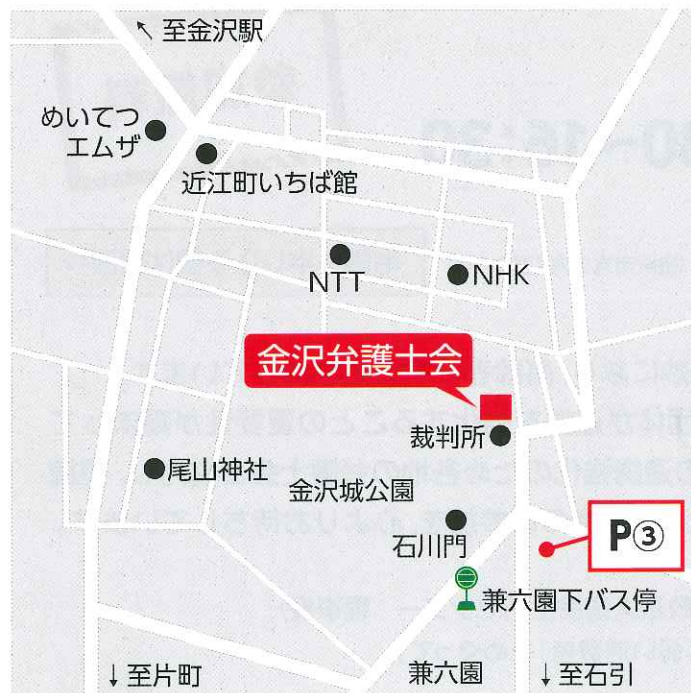 ↖ 至金沢駅
めいてつ
エムザ
近江町いちば館
NTT
NHK
金沢弁護士会
裁判所
尾山神社
金沢城公園
石川門
P③
兼六園下バス停
↓至片町
兼六園
↓至石引